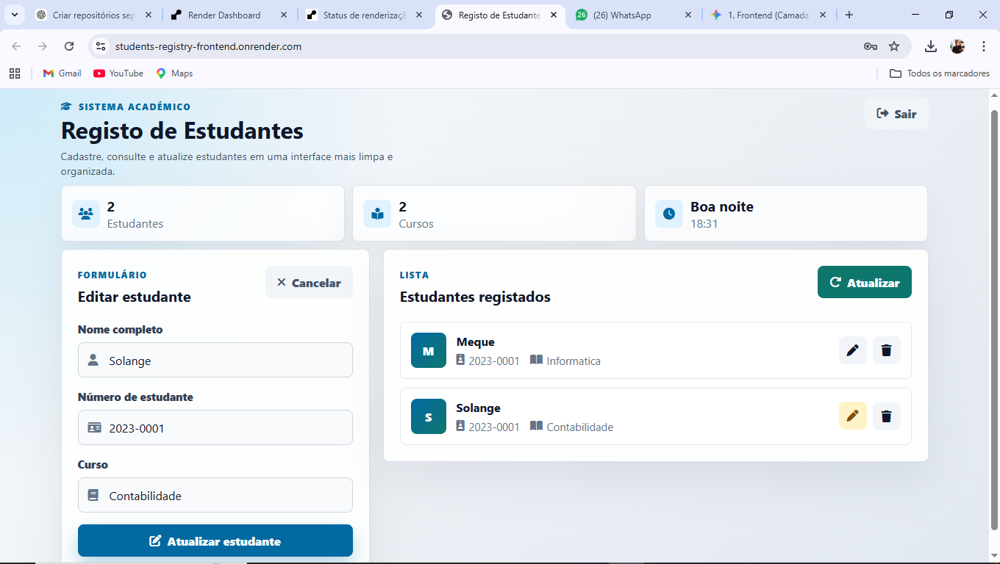 Criar repositórios sep
Render Dashboard
Status de renderizaçã
Registo de Estudante
26
(26) WhatsApp
1. Frontend (Camada
students-registry-frontend.onrender.com
Gmail
YouTube
Maps
Todos os marcadores
SISTEMA ACADÉMICO
Registo de Estudantes
Cadastre, consulte e atualize estudantes em uma interface mais limpa e
organizada.
Sair
2
Estudantes
2
Cursos
Boa noite
18:31
FORMULÁRIO
Editar estudante
Cancelar
Nome completo
Solange
Número de estudante
2023-0001
Curso
Contabilidade
Atualizar estudante
LISTA
Estudantes registados
Atualizar
M
Meque
2023-0001 Informatica
S
Solange
2023-0001 Contabilidade